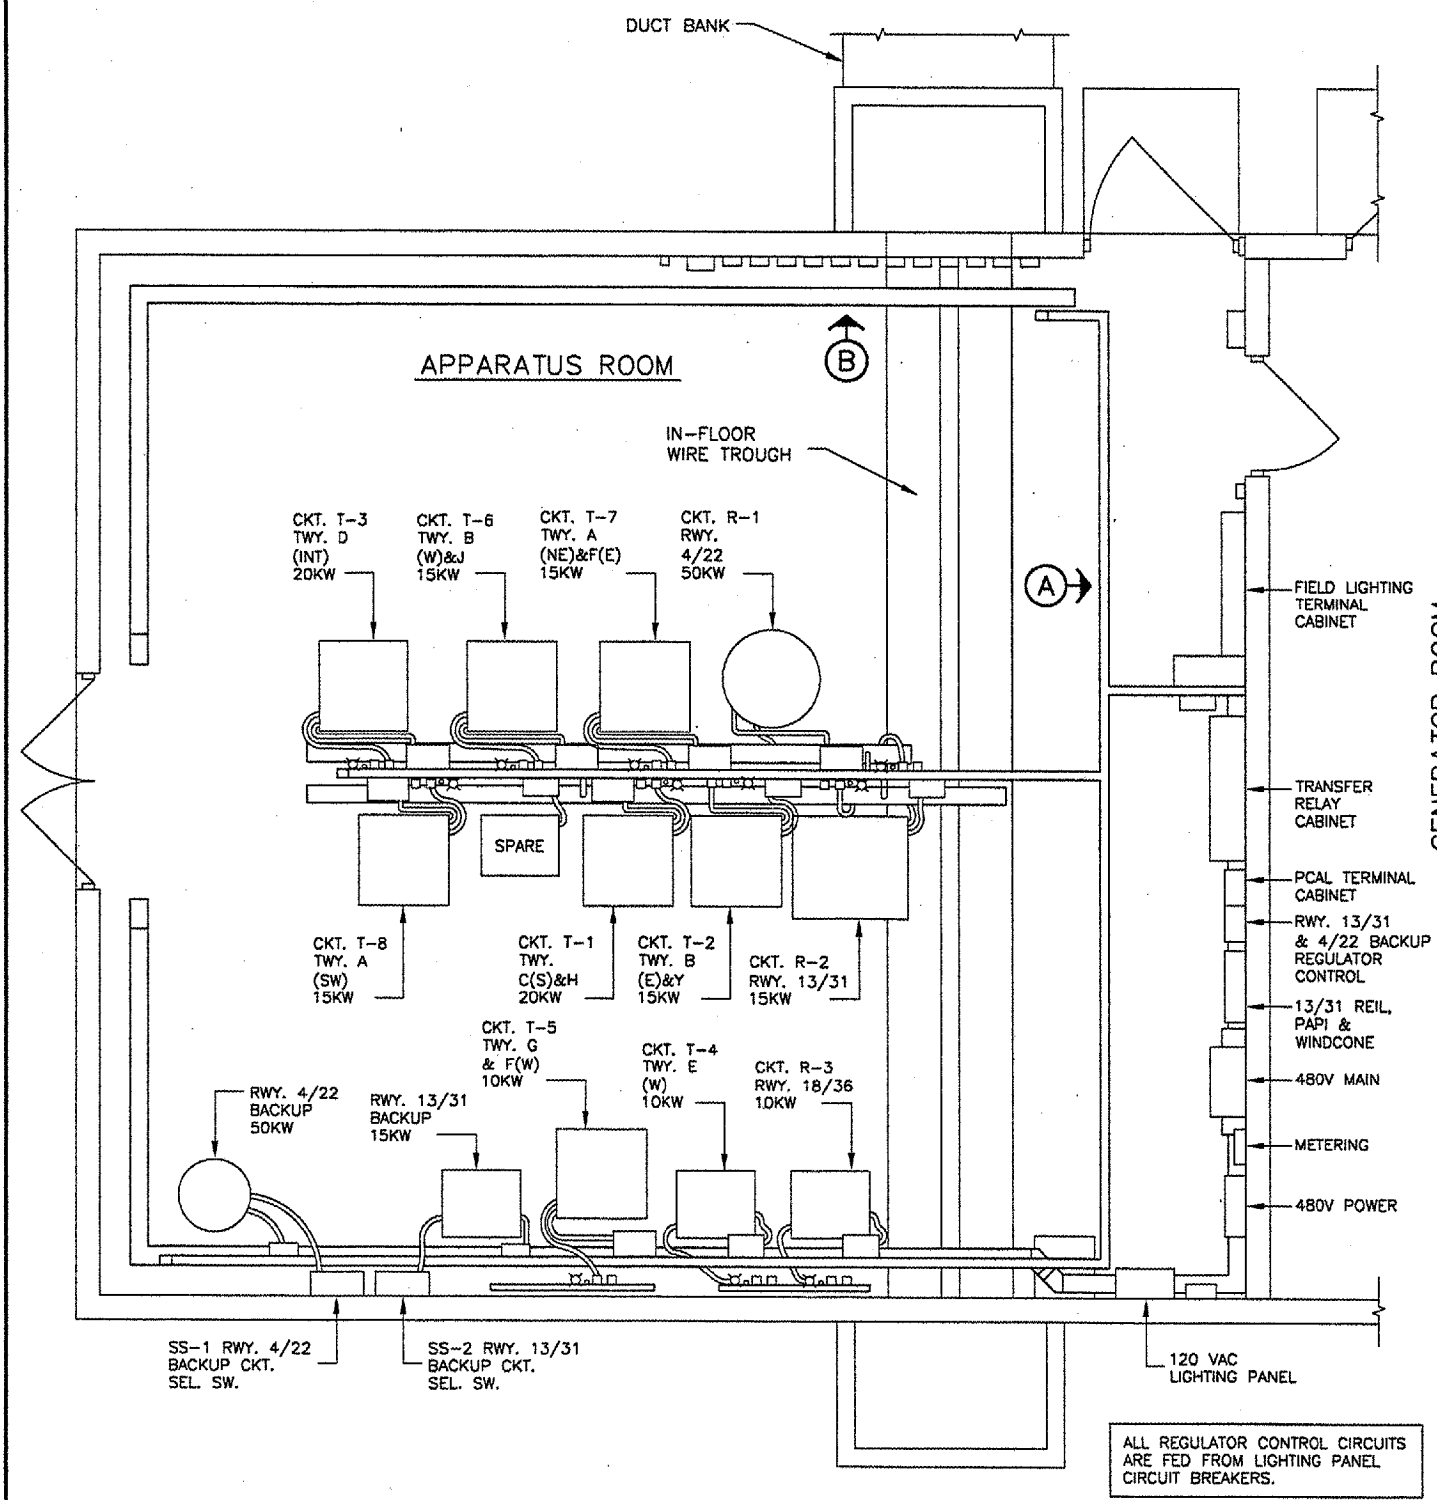 DUCT BANK
APPARATUS ROOM
B
IN-FLOOR
WIRE TROUGH
CKT. T-3
TWY. D
(INT)
20KW
CKT. T-6
TWY. B
(W)&J
15KW
CKT. T-7
TWY. A
(NE)&F(E)
15KW
CKT. R-1
RWY.
4/22
50KW
A
FIELD LIGHTING
TERMINAL
CABINET
GENERATOR ROOM
TRANSFER
RELAY
CABINET
SPARE
PCAL TERMINAL
CABINET
RWY. 13/31
& 4/22 BACKUP
REGULATOR
CONTROL
CKT. T-8
TWY. A
(SW)
15KW
CKT. T-1
TWY.
C(S)&H
20KW
CKT. T-2
TWY. B
(E)&Y
15KW
CKT. R-2
RWY. 13/31
15KW
13/31 REIL,
PAPI &
WINDCONE
CKT. T-5
TWY. G
& F(W)
10KW
CKT. T-4
TWY. E
(W)
10KW
CKT. R-3
RWY. 18/36
10KW
480V MAIN
RWY. 4/22
BACKUP
50KW
RWY. 13/31
BACKUP
15KW
METERING
480V POWER
SS-1 RWY. 4/22
BACKUP CKT.
SEL. SW.
SS-2 RWY. 13/31
BACKUP CKT.
SEL. SW.
120 VAC
LIGHTING PANEL
ALL REGULATOR CONTROL CIRCUITS
ARE FED FROM LIGHTING PANEL
CIRCUIT BREAKERS.